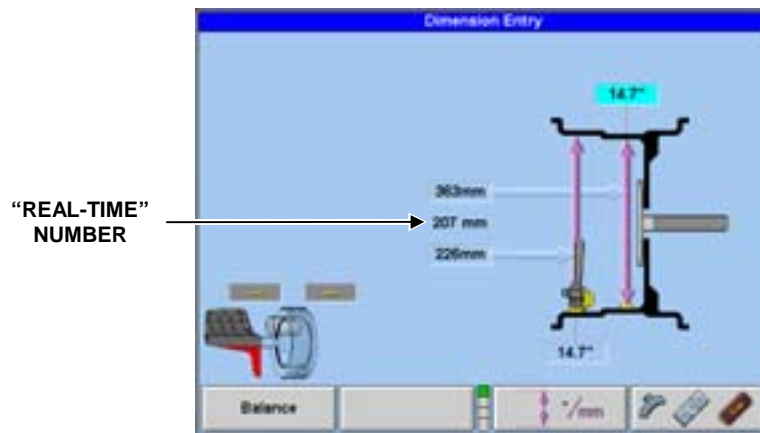 Dimension Entry
14.7"
363mm
“REAL-TIME”
NUMBER
207 mm
226mm
14.7"
Balance
"/mm